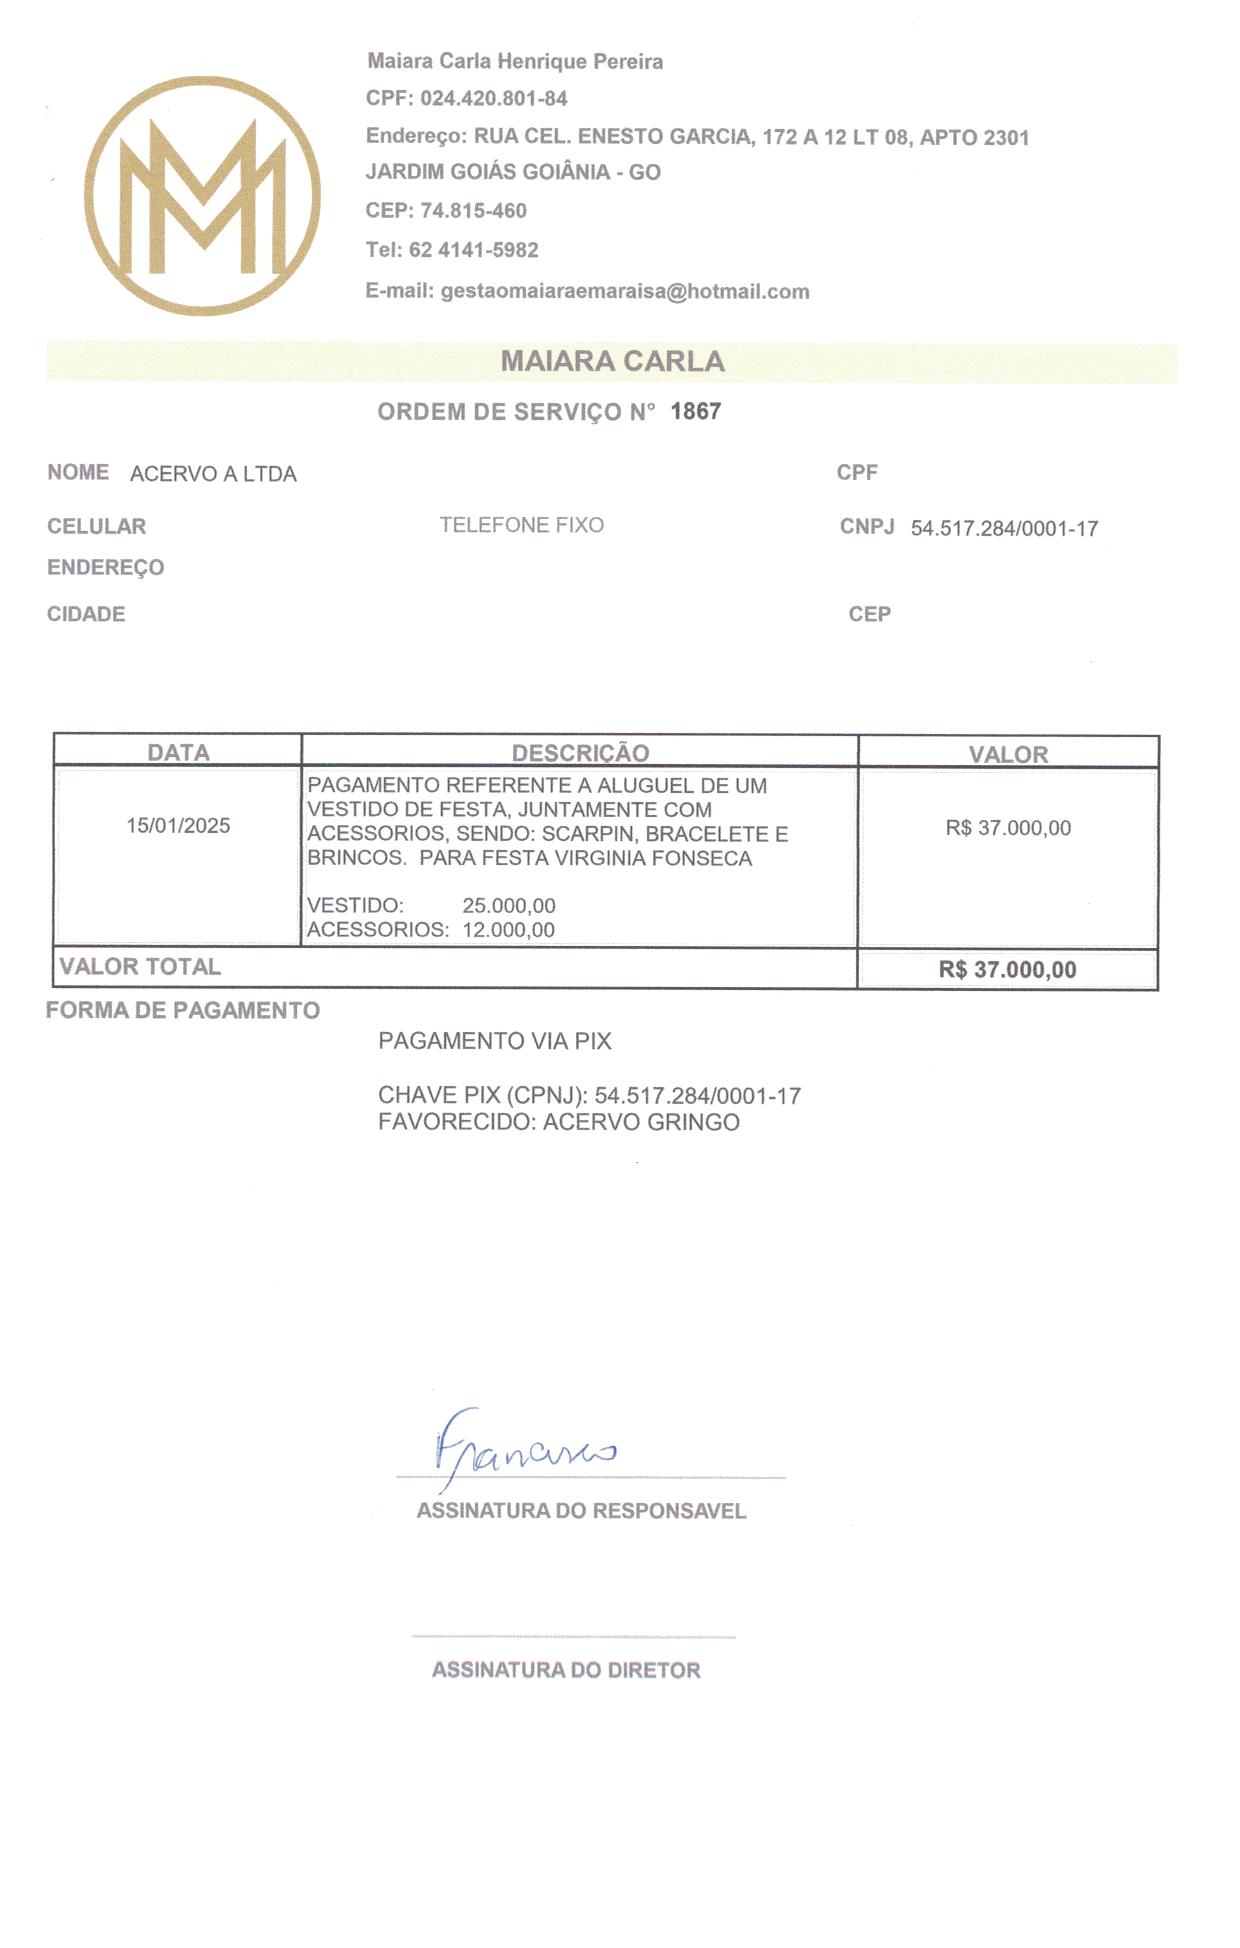 MM
Maiara Carla Henrique Pereira
CPF: 024.420.801-84
Endereço: RUA CEL. ENESTO GARCIA, 172 A 12 LT 08, APTO 2301
JARDIM GOIÁS GOIÂNIA - GO
CEP: 74.815-460
Tel: 62 4141-5982
E-mail: gestaomaiaraemaraisa@hotmail.com
MAIARA CARLA
ORDEM DE SERVIÇO N° 1867
NOME ACERVO A LTDA CPF
CELULAR TELEFONE FIXO CNPJ 54.517.284/0001-17
ENDEREÇO
CIDADE CEP
DATA DESCRIÇÃO VALOR
PAGAMENTO REFERENTE A ALUGUEL DE UM
VESTIDO DE FESTA, JUNTAMENTE COM
15/01/2025 ACESSORIOS, SENDO: SCARPIN, BRACELETE E R$ 37.000,00
BRINCOS. PARA FESTA VIRGINIA FONSECA
VESTIDO: 25.000,00
ACESSORIOS: 12.000,00
VALOR TOTAL R$ 37.000,00
FORMA DE PAGAMENTO
PAGAMENTO VIA PIX
CHAVE PIX (CPNJ): 54.517.284/0001-17
FAVORECIDO: ACERVO GRINGO
Francisco
ASSINATURA DO RESPONSAVEL
ASSINATURA DO DIRETOR